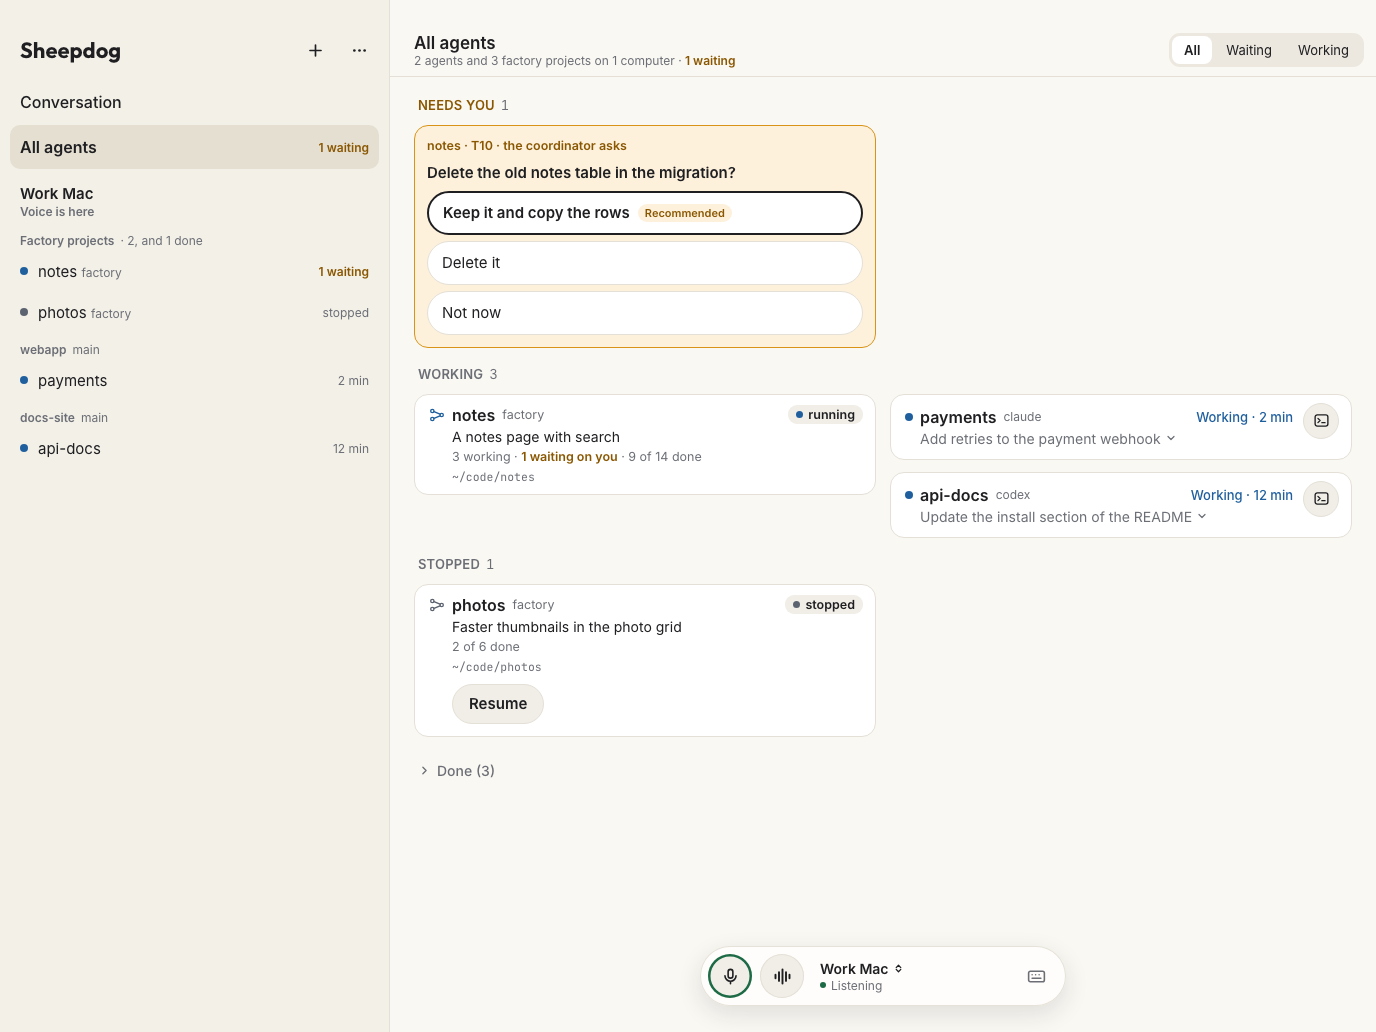 Sheepdog
Conversation
All agents 1 waiting
Work Mac
Voice is here
Factory projects · 2, and 1 done
notes factory 1 waiting
photos factory stopped
webapp main
payments 2 min
docs-site main
api-docs 12 min
All agents
2 agents and 3 factory projects on 1 computer · 1 waiting
All Waiting Working
NEEDS YOU 1
notes · T10 · the coordinator asks
Delete the old notes table in the migration?
Keep it and copy the rows Recommended
Delete it
Not now
WORKING 3
notes factory running
A notes page with search
3 working · 1 waiting on you · 9 of 14 done
~/code/notes
payments claude Working · 2 min
Add retries to the payment webhook
api-docs codex Working · 12 min
Update the install section of the README
STOPPED 1
photos factory stopped
Faster thumbnails in the photo grid
2 of 6 done
~/code/photos
Resume
Done (3)
Work Mac
Listening